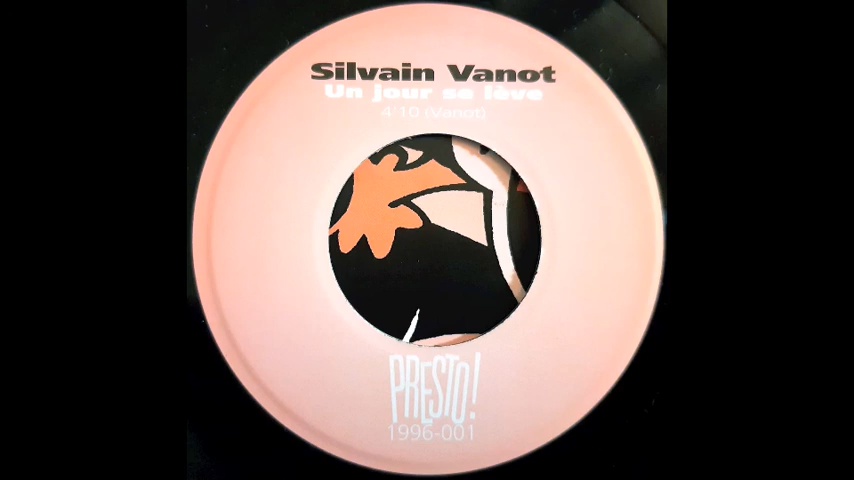 Silvain Vanot
Un jour se lève
4'10 (Vanot)
PRESTO!
1996-001